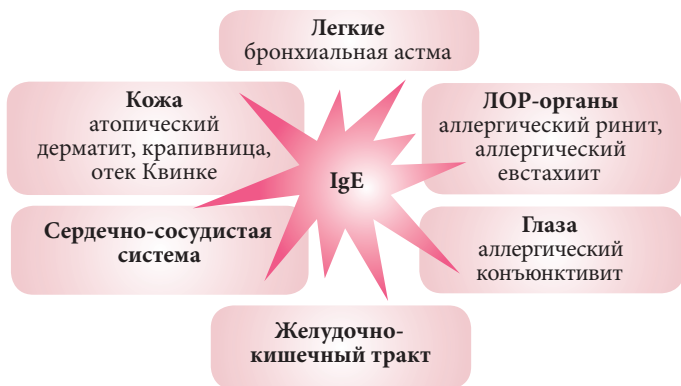 Легкие
бронхиальная астма
Кожа
атопический
дерматит, крапивница,
отек Квинке
ЛОР-органы
аллергический ринит,
аллергический
евстахиит
IgE
Сердечно-сосудистая
система
Глаза
аллергический
конъюнктивит
Желудочно-
кишечный тракт